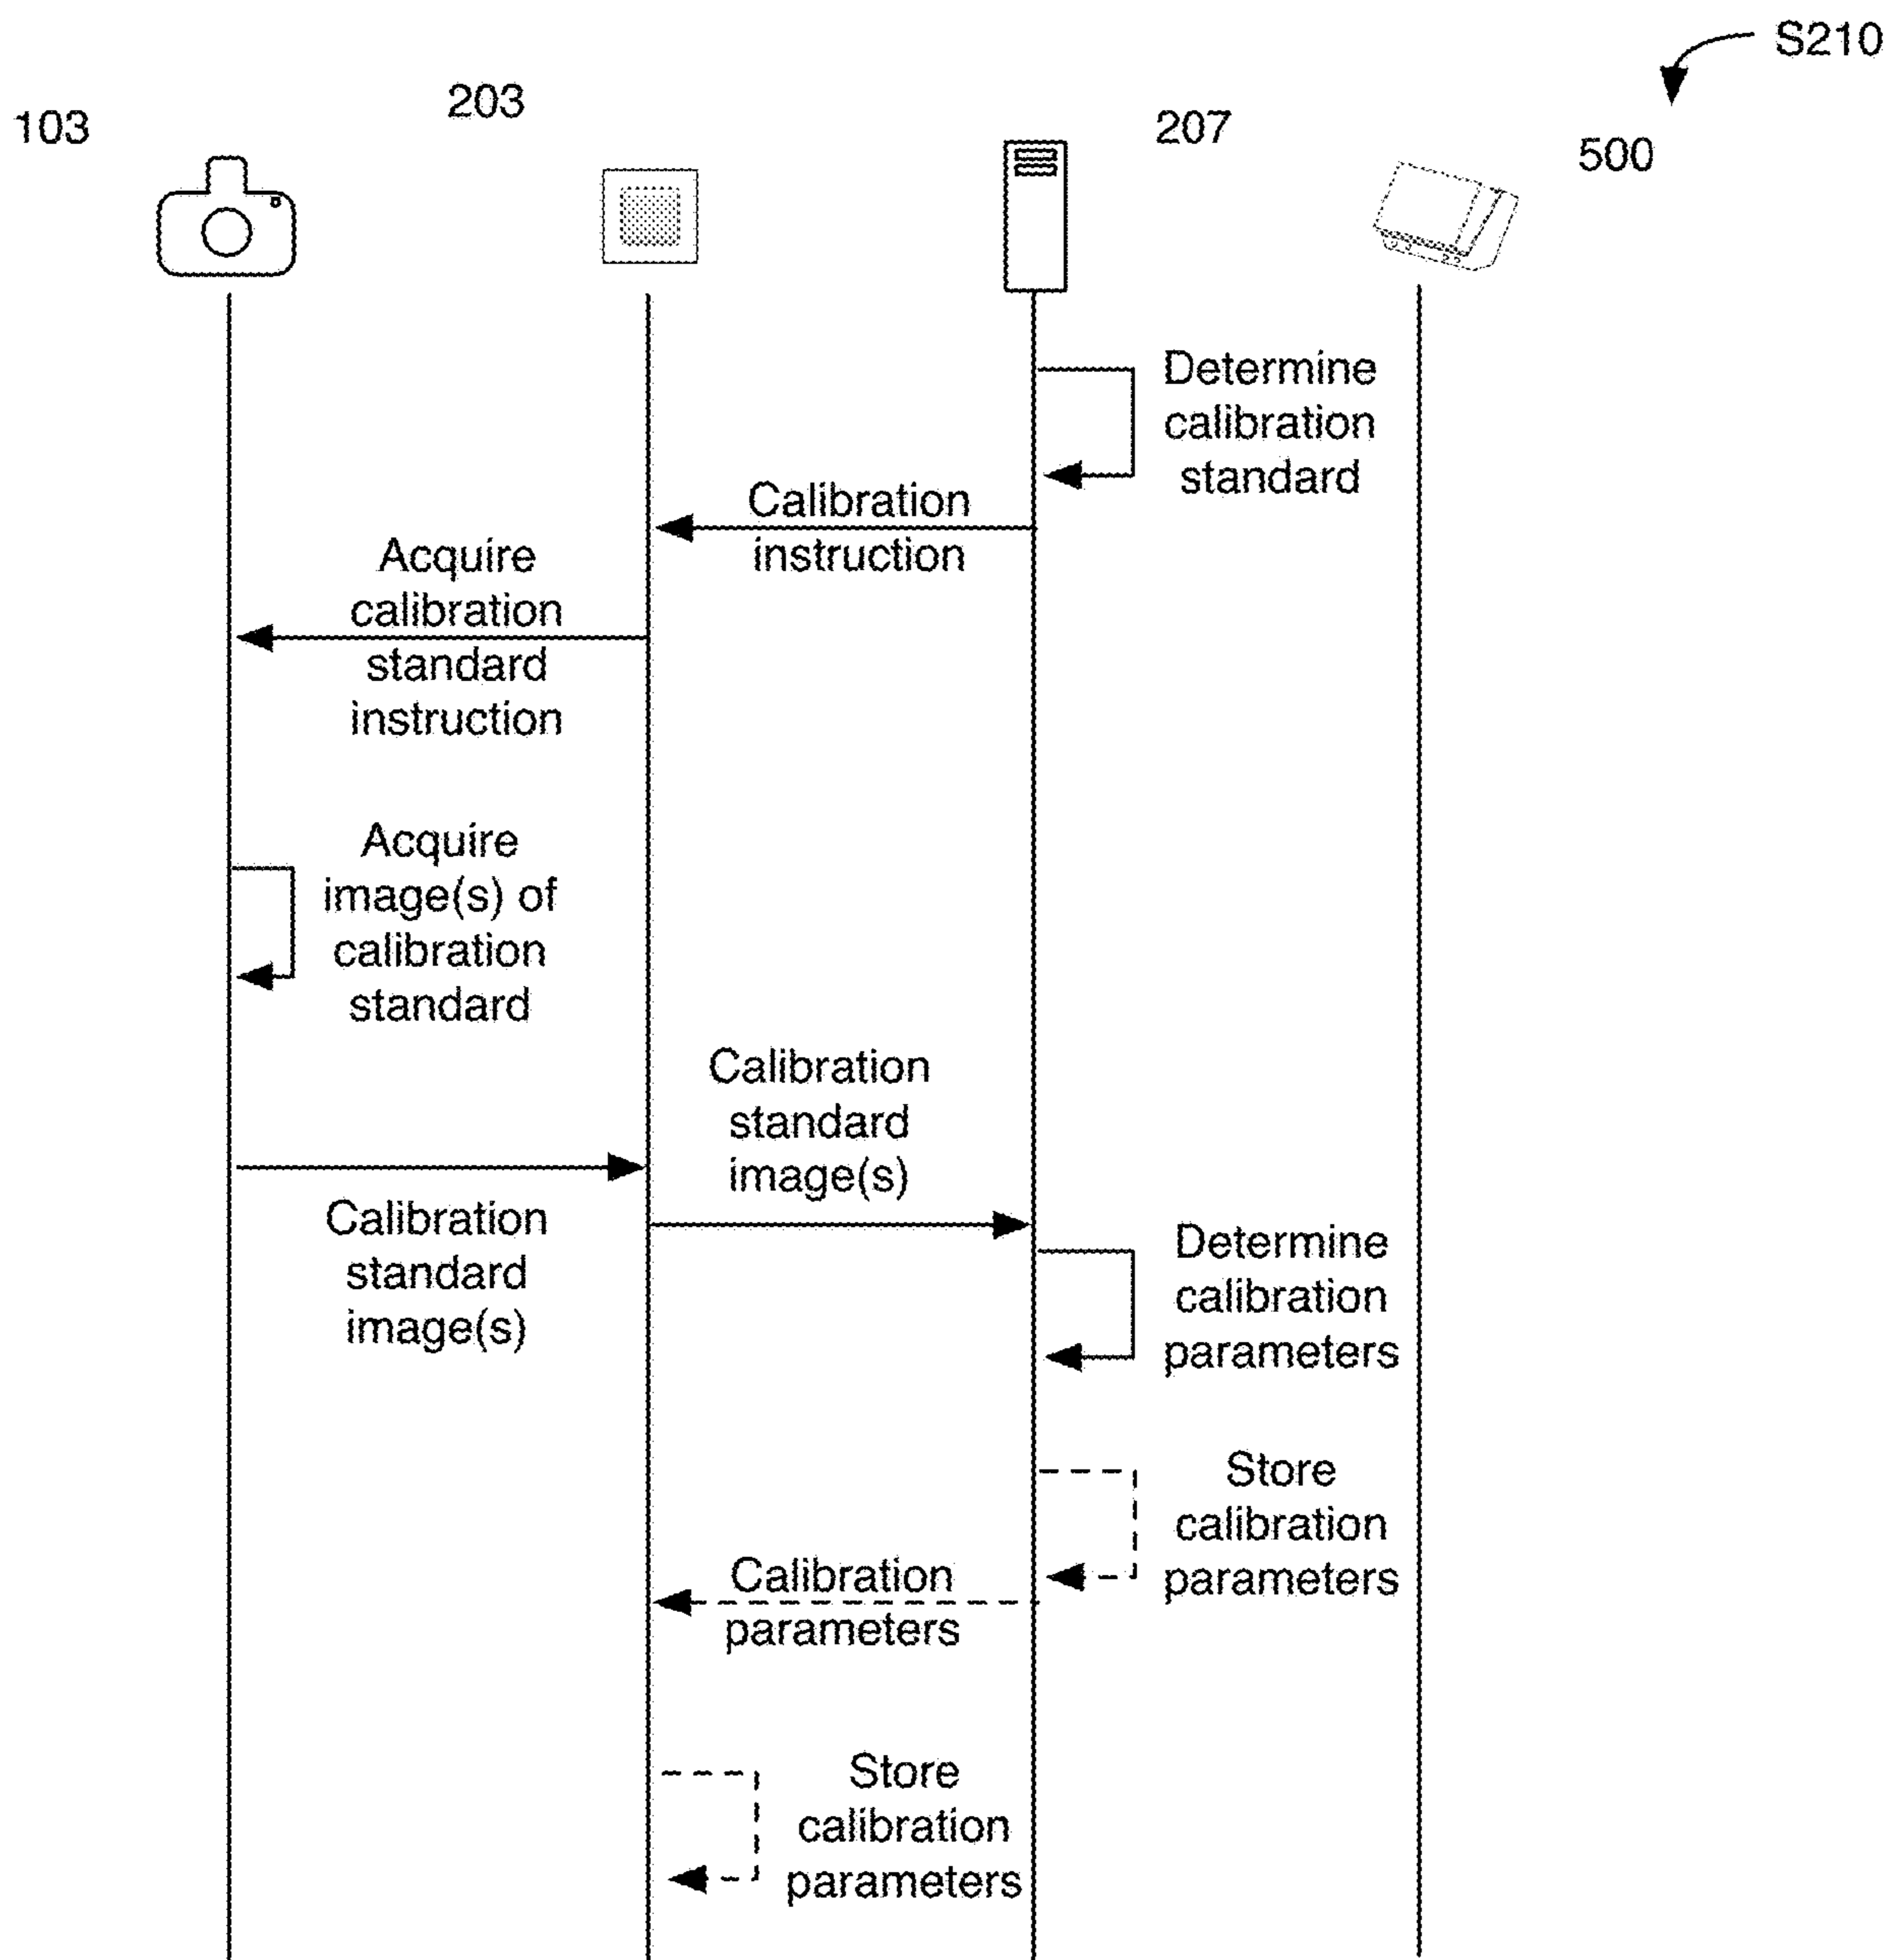 S210
103
203
207
500
Determine
calibration
standard
Calibration
instruction
Acquire
calibration
standard
instruction
Acquire
image(s) of
calibration
standard
Calibration
standard
image(s)
Calibration
standard
image(s)
Determine
calibration
parameters
Store
calibration
parameters
Calibration
parameters
Store
calibration
parameters